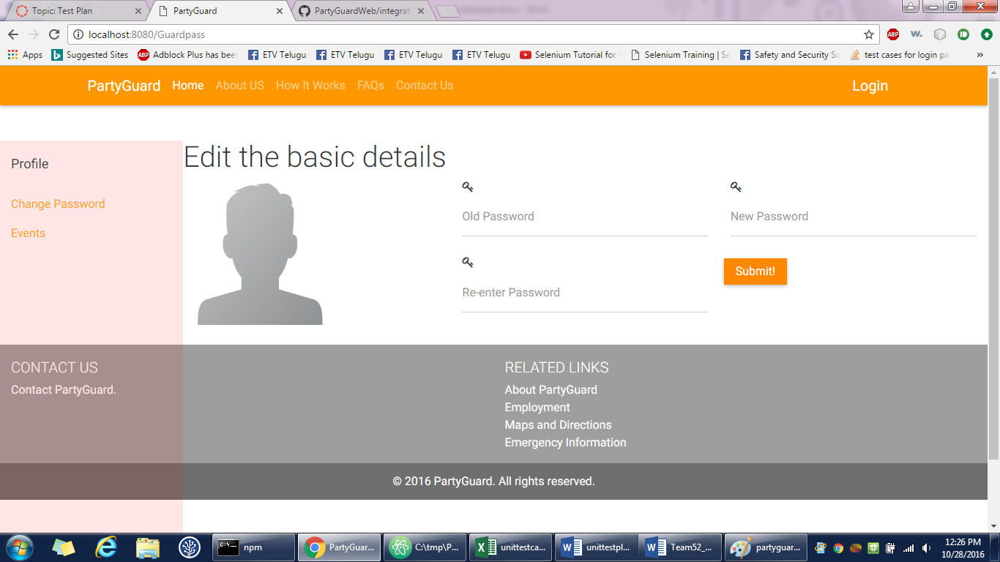 Topic: Test Plan
PartyGuard
PartyGuardWeb/integrat
localhost:8080/Guardpass
ABP
W.
Apps
Suggested Sites
ABP Adblock Plus has been
ETV Telugu
ETV Telugu
ETV Telugu
ETV Telugu
Selenium Tutorial for
Selenium Training | Se
Safety and Security Sc
test cases for login pa
PartyGuard Home About US How It Works FAQs Contact Us Login
Edit the basic details
Profile
Change Password
Events
Old Password
New Password
Re-enter Password
Submit!
CONTACT US
Contact PartyGuard.
RELATED LINKS
About PartyGuard
Employment
Maps and Directions
Emergency Information
© 2016 PartyGuard. All rights reserved.
npm
PartyGuar...
C:\tmp\P...
unittestca...
unittestpl...
Team52_...
partyguar...
12:26 PM
10/28/2016